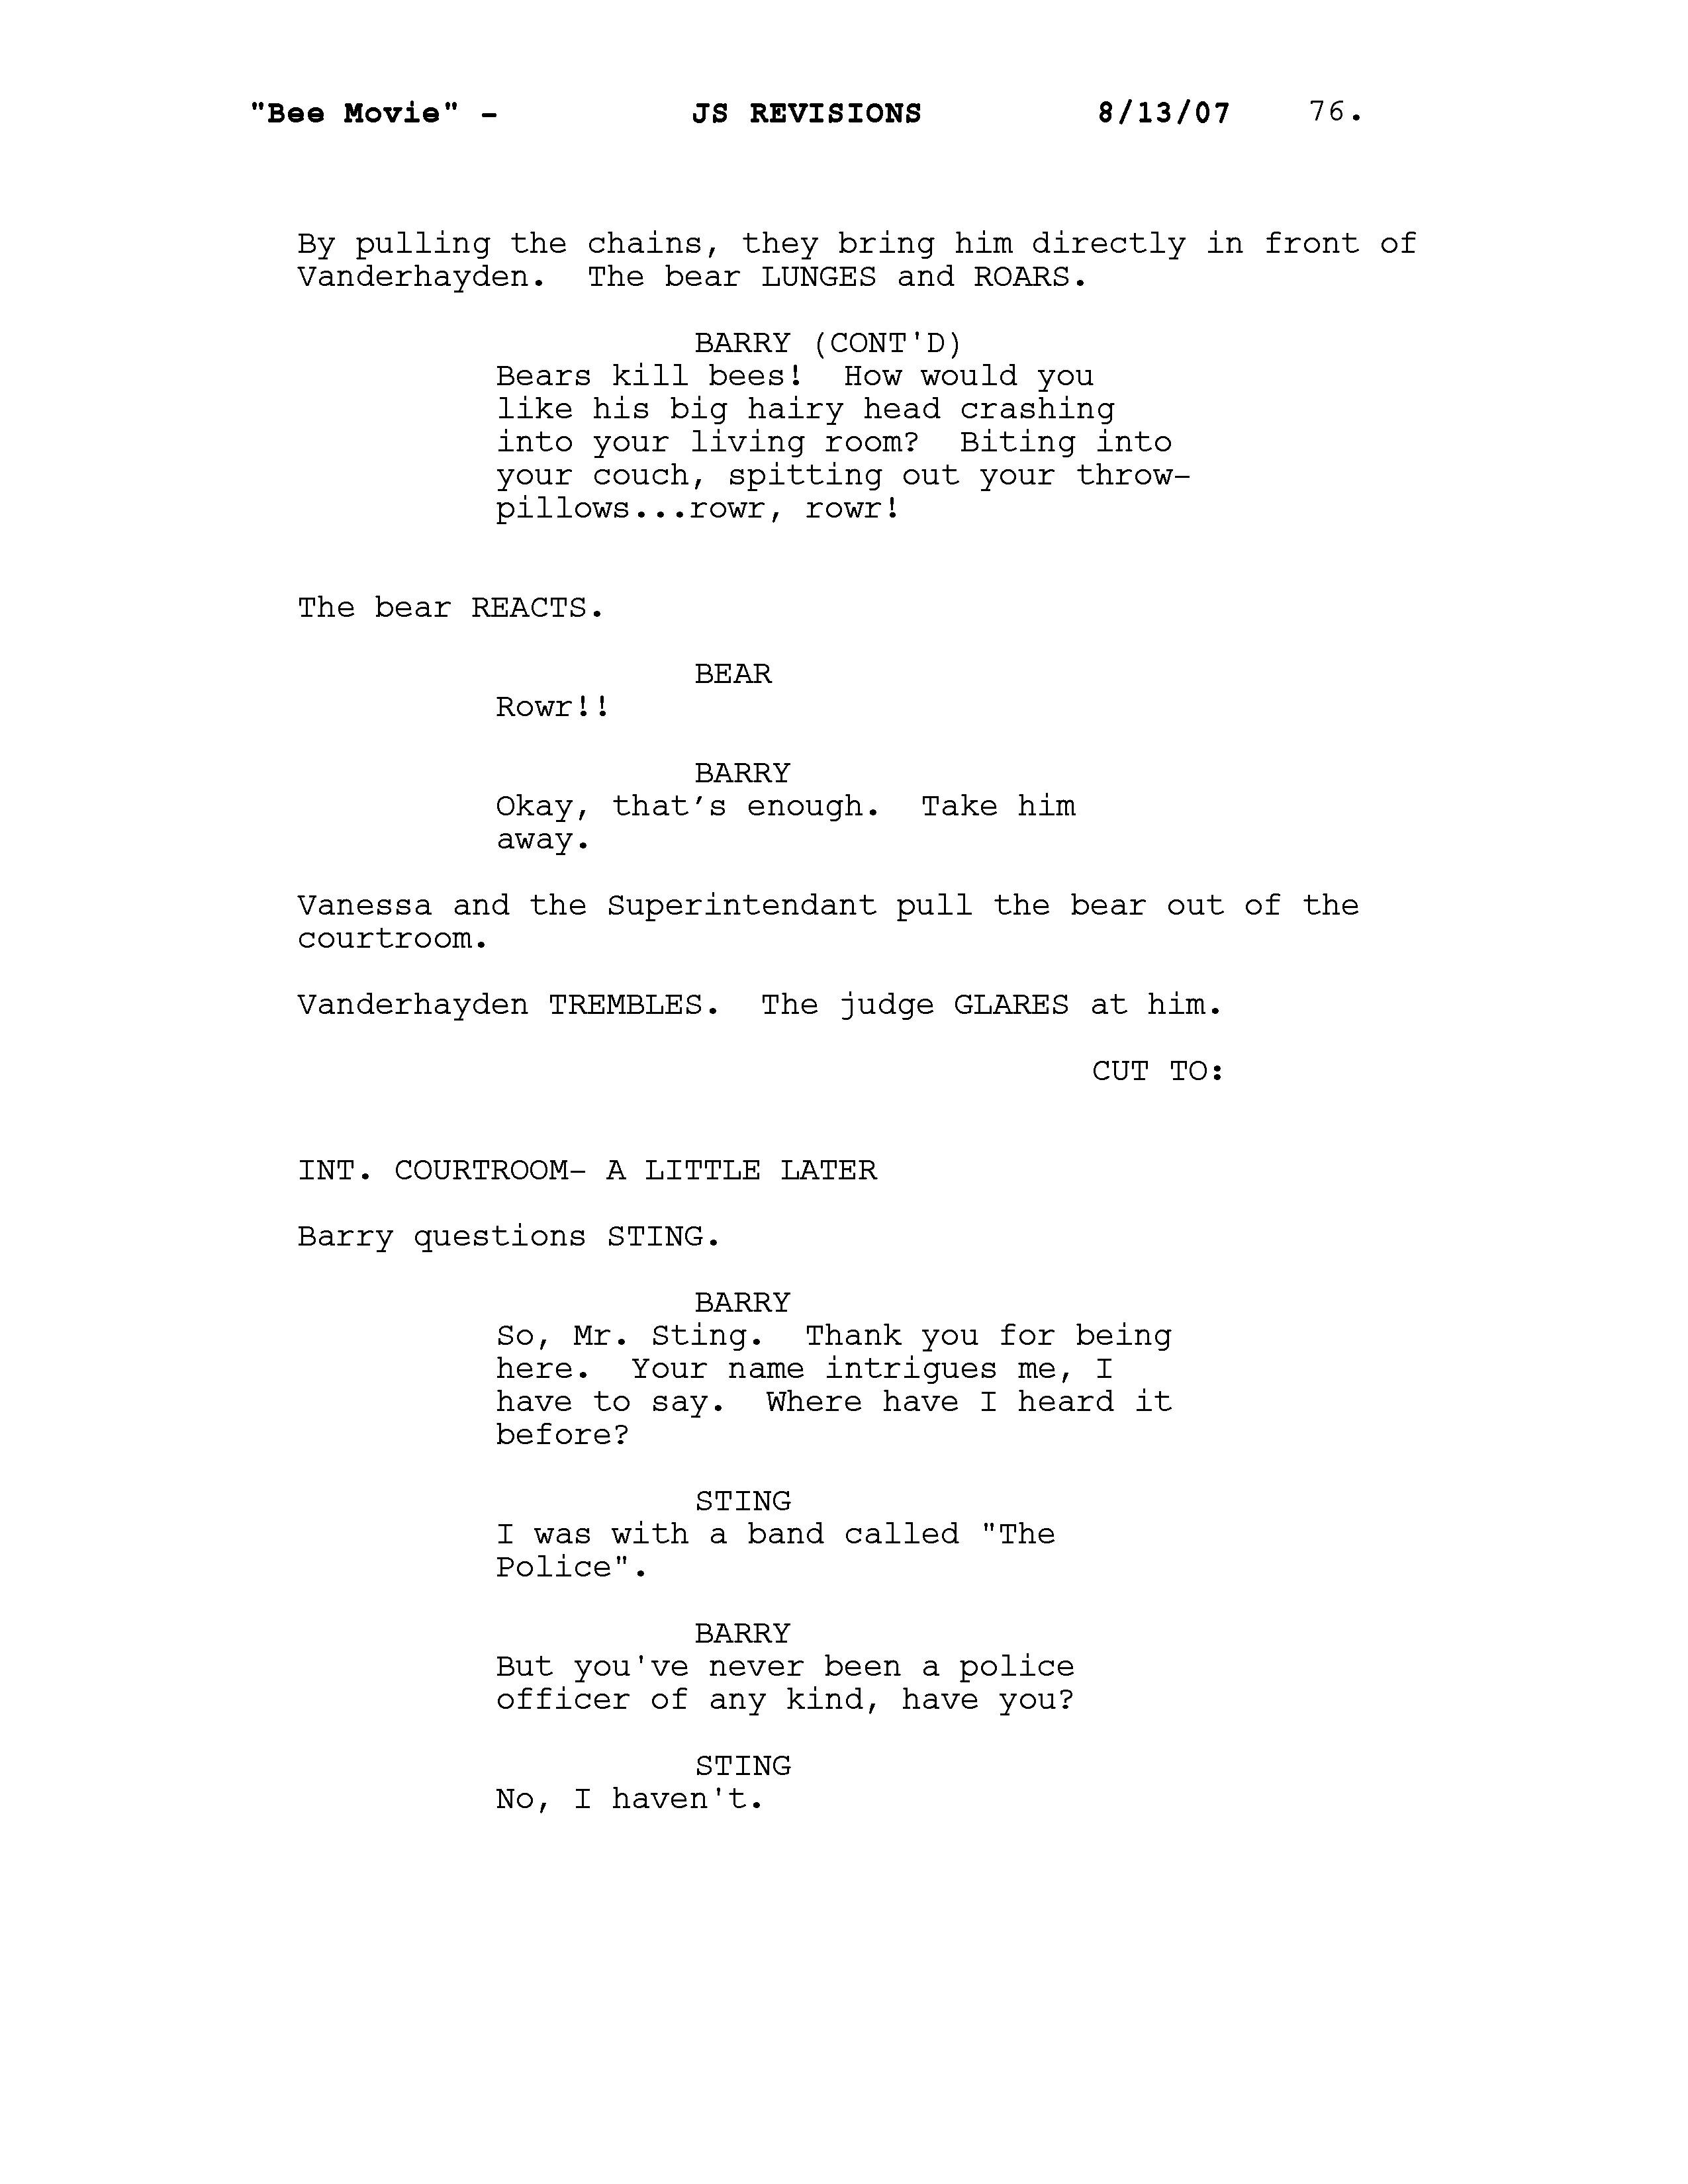 "Bee Movie" - JS REVISIONS 8/13/07 76.
By pulling the chains, they bring him directly in front of
Vanderhayden.  The bear LUNGES and ROARS.
BARRY (CONT'D)
Bears kill bees!  How would you
like his big hairy head crashing
into your living room?  Biting into
your couch, spitting out your throw-
pillows...rowr, rowr!
The bear REACTS.
BEAR
Rowr!!
BARRY
Okay, that’s enough.  Take him
away.
Vanessa and the Superintendant pull the bear out of the
courtroom.
Vanderhayden TREMBLES.  The judge GLARES at him.
CUT TO:
INT. COURTROOM- A LITTLE LATER
Barry questions STING.
BARRY
So, Mr. Sting.  Thank you for being
here.  Your name intrigues me, I
have to say.  Where have I heard it
before?
STING
I was with a band called "The
Police".
BARRY
But you've never been a police
officer of any kind, have you?
STING
No, I haven't.